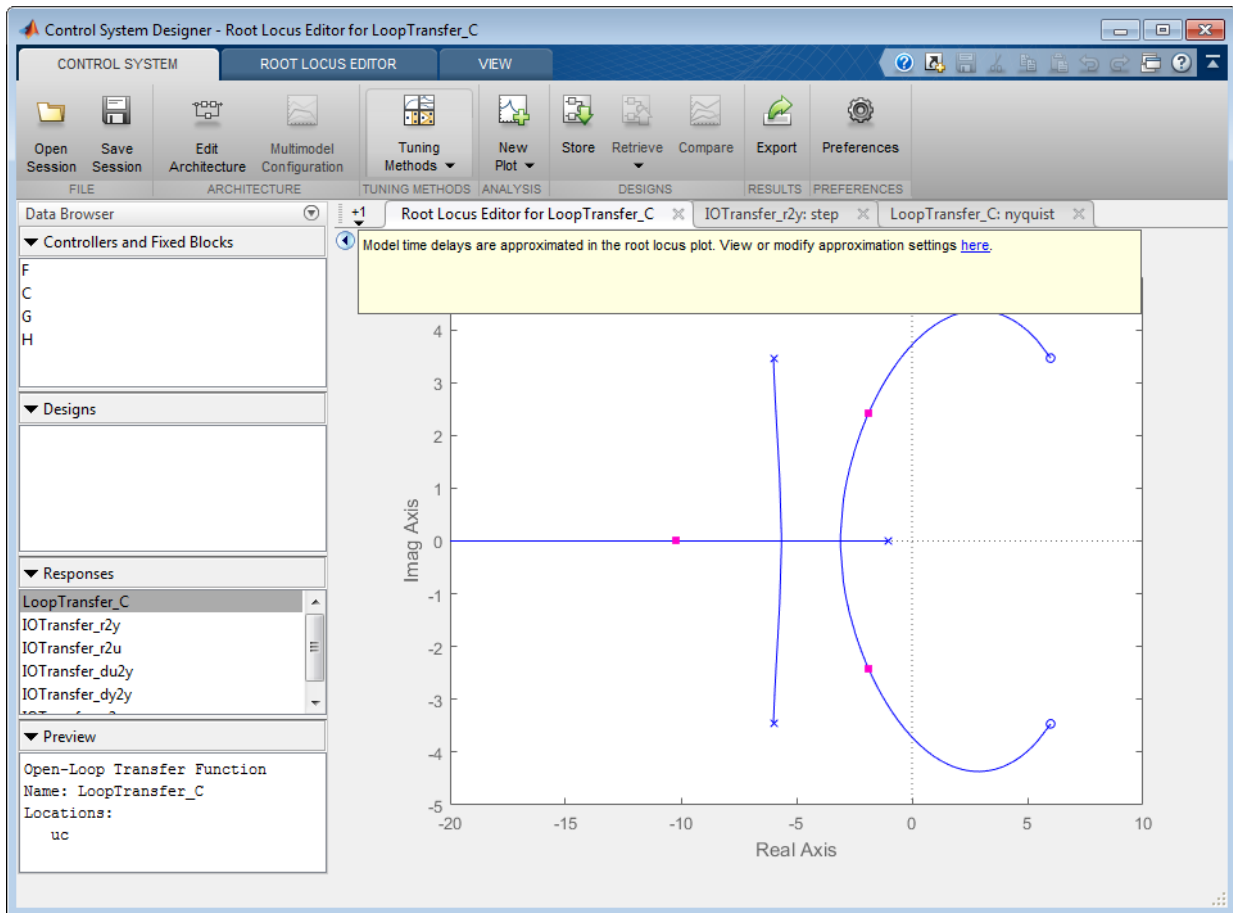 Control System Designer - Root Locus Editor for LoopTransfer_C
CONTROL SYSTEM ROOT LOCUS EDITOR VIEW
Open Session
Save Session
Edit Architecture
Multimodel Configuration
Tuning Methods
New Plot
Store
Retrieve
Compare
Export
Preferences
FILE ARCHITECTURE TUNING METHODS ANALYSIS DESIGNS RESULTS PREFERENCES
Data Browser
+1 Root Locus Editor for LoopTransfer_C IOTransfer_r2y: step LoopTransfer_C: nyquist
Controllers and Fixed Blocks
F
C
G
H
Designs
Responses
LoopTransfer_C
IOTransfer_r2y
IOTransfer_r2u
IOTransfer_du2y
IOTransfer_dy2y
Preview
Open-Loop Transfer Function
Name: LoopTransfer_C
Locations:
uc
Model time delays are approximated in the root locus plot. View or modify approximation settings here.
Imag Axis
4
3
2
1
0
-1
-2
-3
-4
-5
-20 -15 -10 -5 0 5 10
Real Axis